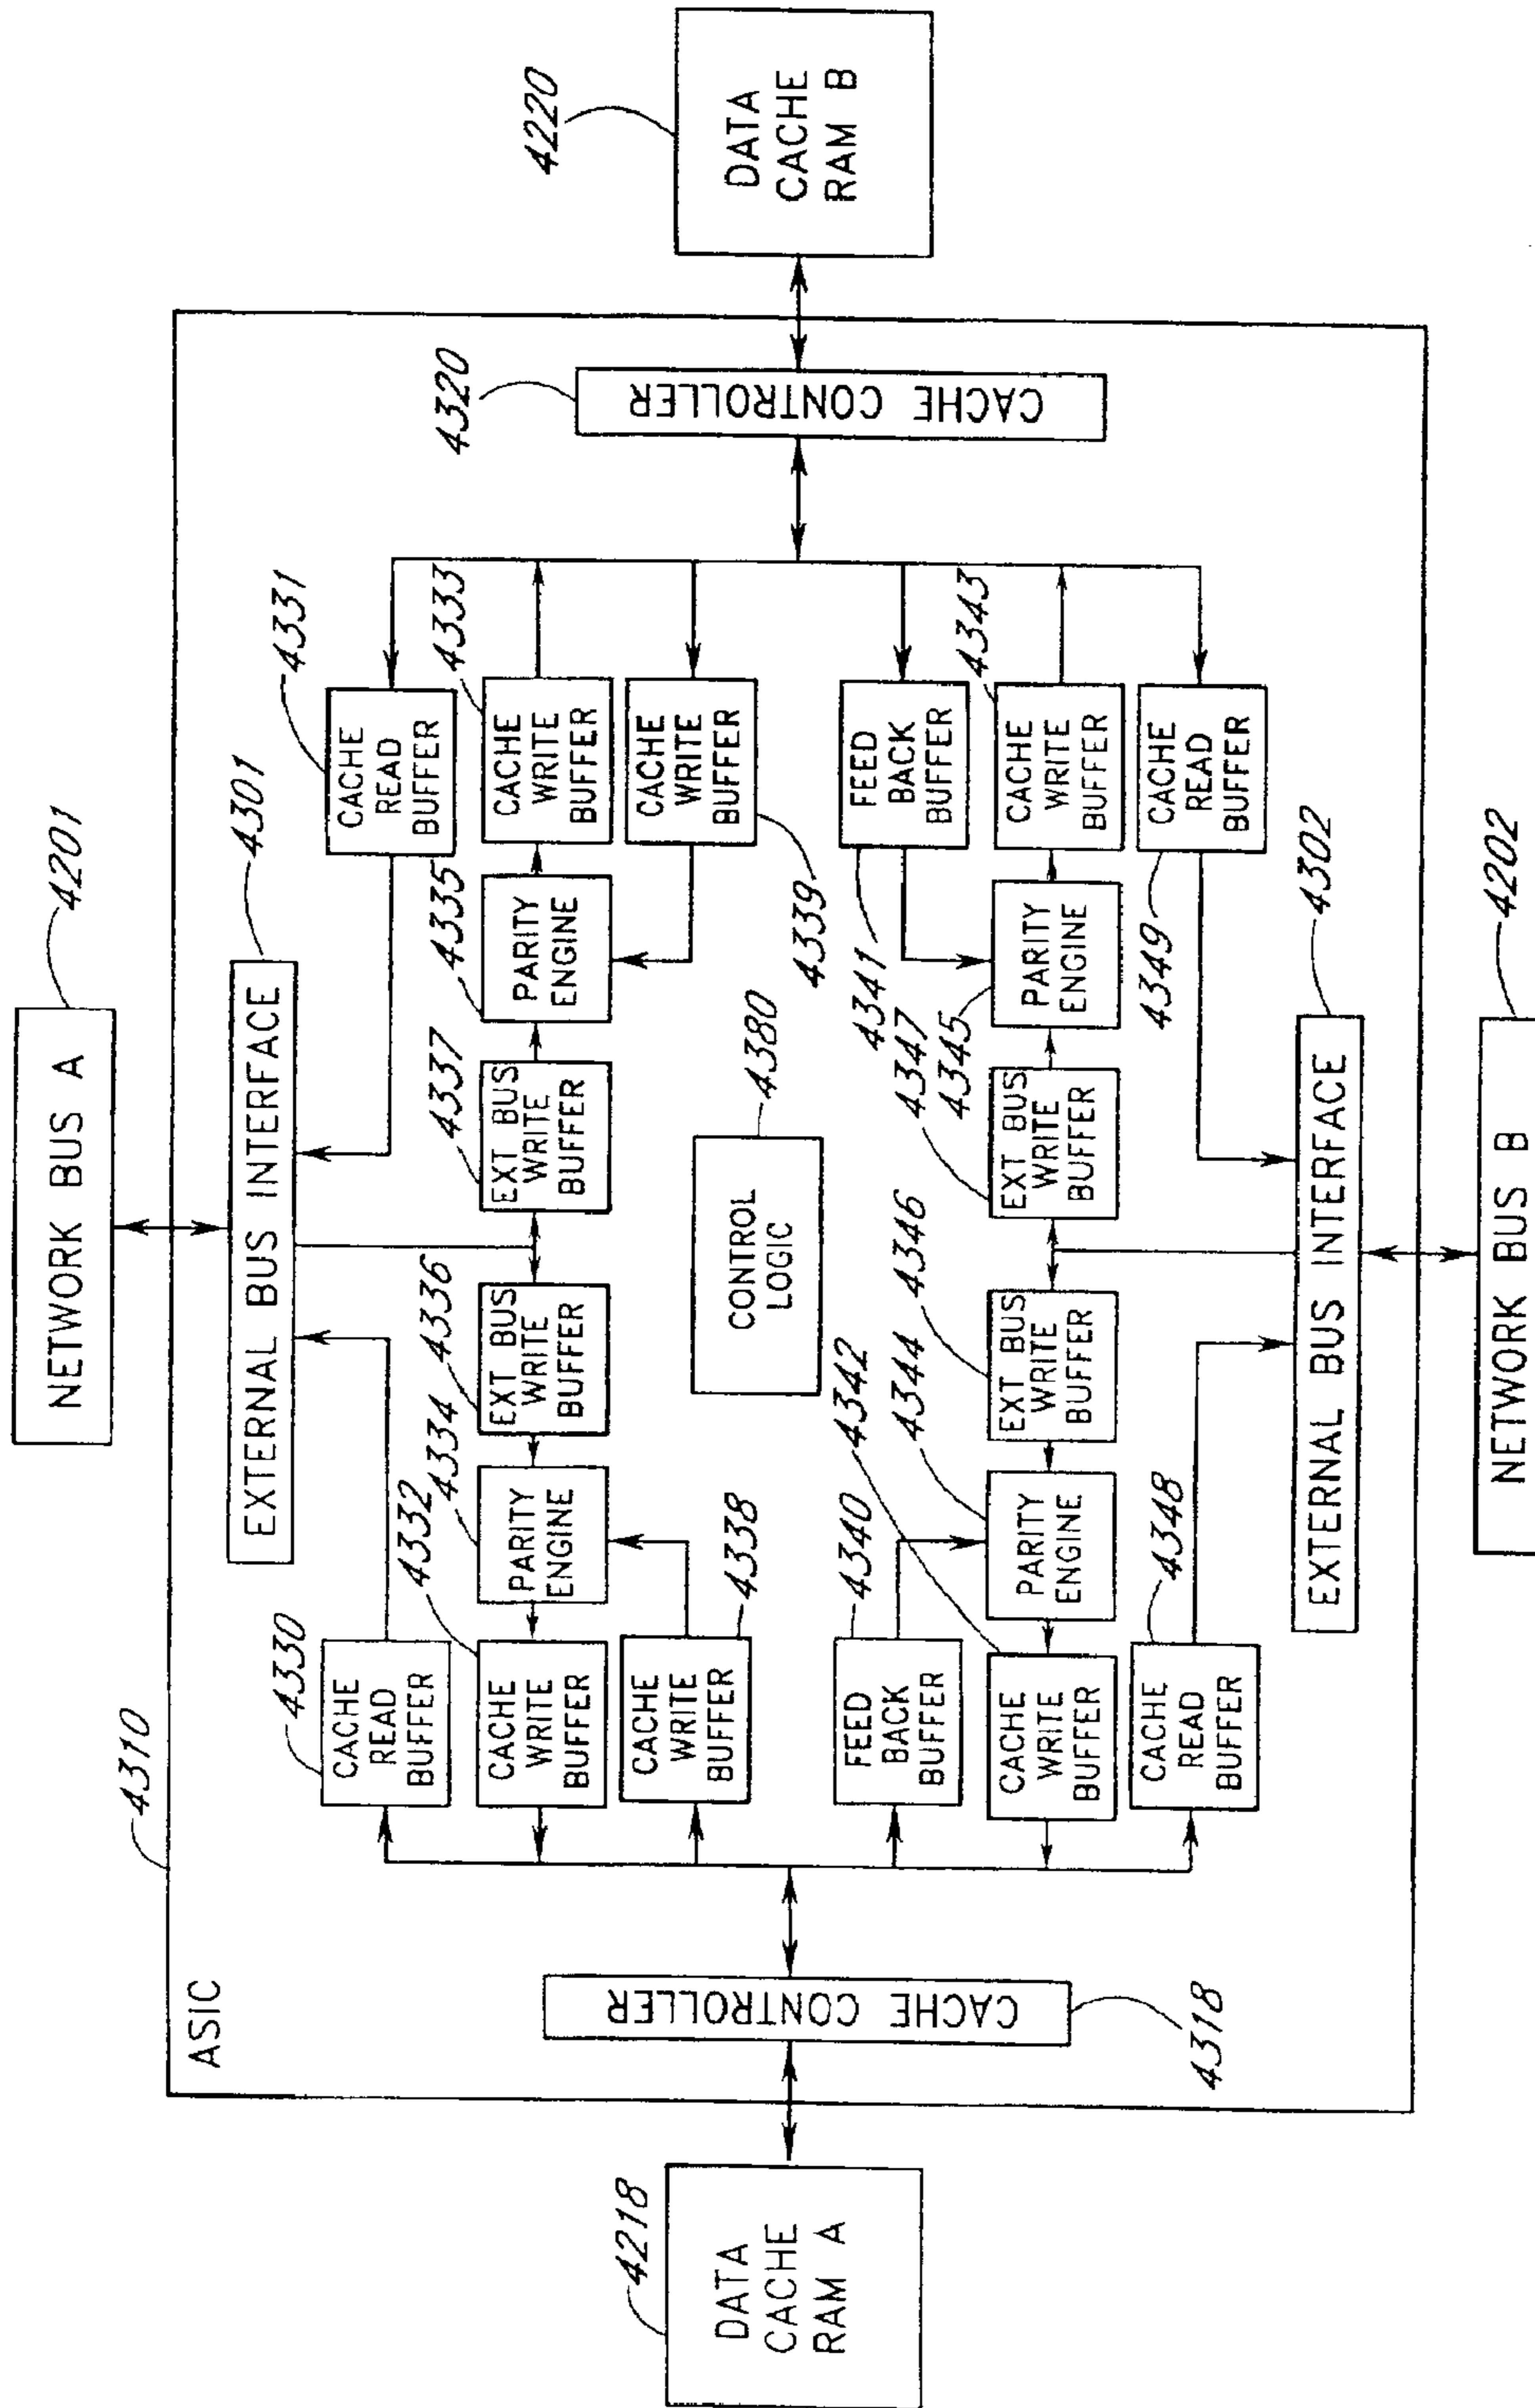 4310
ASIC
NETWORK BUS A
4201
EXTERNAL BUS INTERFACE
4301
4218
DATA
CACHE
RAM A
CACHE CONTROLLER
4318
4330
CACHE
READ
BUFFER
4332
CACHE
WRITE
BUFFER
4334
PARITY
ENGINE
4336
EXT BUS
WRITE
BUFFER
CACHE
WRITE
BUFFER
4338
4337
EXT BUS
WRITE
BUFFER
4335
PARITY
ENGINE
4331
CACHE
READ
BUFFER
4333
CACHE
WRITE
BUFFER
CACHE
WRITE
BUFFER
4339
CONTROL
LOGIC
4380
4340
FEED
BACK
BUFFER
4342
CACHE
WRITE
BUFFER
4344
PARITY
ENGINE
4346
EXT BUS
WRITE
BUFFER
4348
CACHE
READ
BUFFER
4347
EXT BUS
WRITE
BUFFER
4345
PARITY
ENGINE
4341
FEED
BACK
BUFFER
4343
CACHE
WRITE
BUFFER
4349
CACHE
READ
BUFFER
4320
CACHE CONTROLLER
4220
DATA
CACHE
RAM B
EXTERNAL BUS INTERFACE
4302
NETWORK BUS B
4202